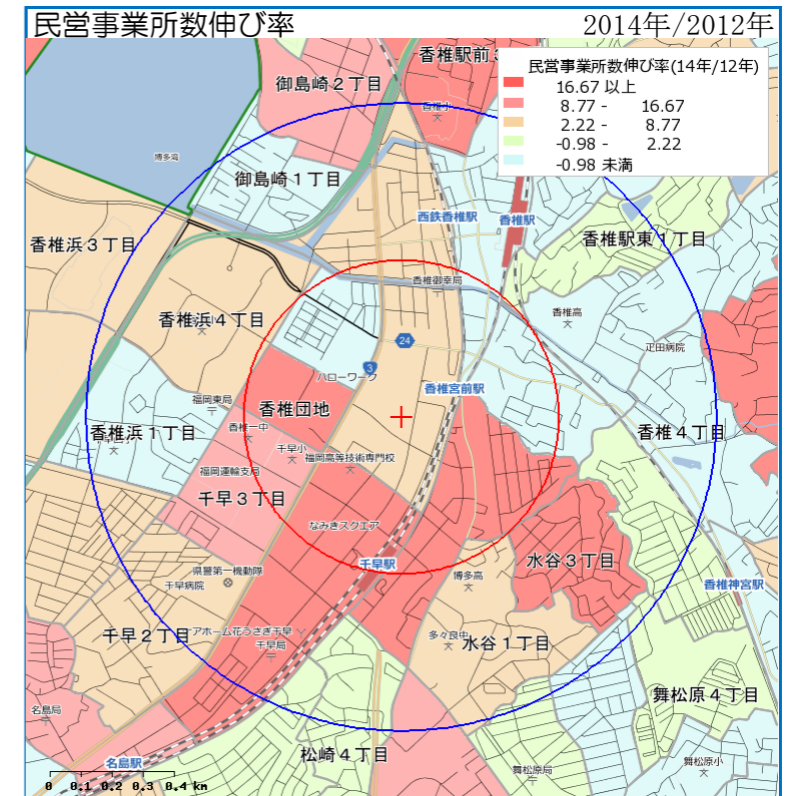 民営事業所数伸び率 2014年/2012年
民営事業所数伸び率(14年/12年)
16.67 以上
8.77 - 16.67
2.22 - 8.77
-0.98 - 2.22
-0.98 未満
香椎駅前3
御島崎2丁目
香椎小
博多湾
御島崎1丁目
西鉄香椎駅
香椎駅
香椎浜3丁目
香椎駅東1丁目
香椎御幸局
香椎浜4丁目
香椎高
24
疋田病院
3
ハローワーク
香椎宮前駅
福岡東局
香椎団地
香椎一中
香椎浜1丁目
香椎4丁目
千早小
福岡高等技術専門校
福岡運輸支局
千早3丁目
なみきスクエア
千早駅
水谷3丁目
県警第一機動隊
博多高
千早病院
香椎神宮駅
千早2丁目
アホーム花うさぎ千早
多々良中
水谷1丁目
千早局
舞松原4丁目
名島局
松崎4丁目
名島駅
舞松原局
舞松原小
0 0.1 0.2 0.3 0.4 km